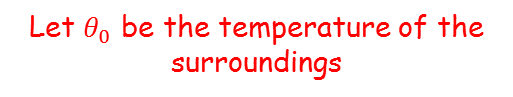 Let θ₀ be the temperature of the
surroundings